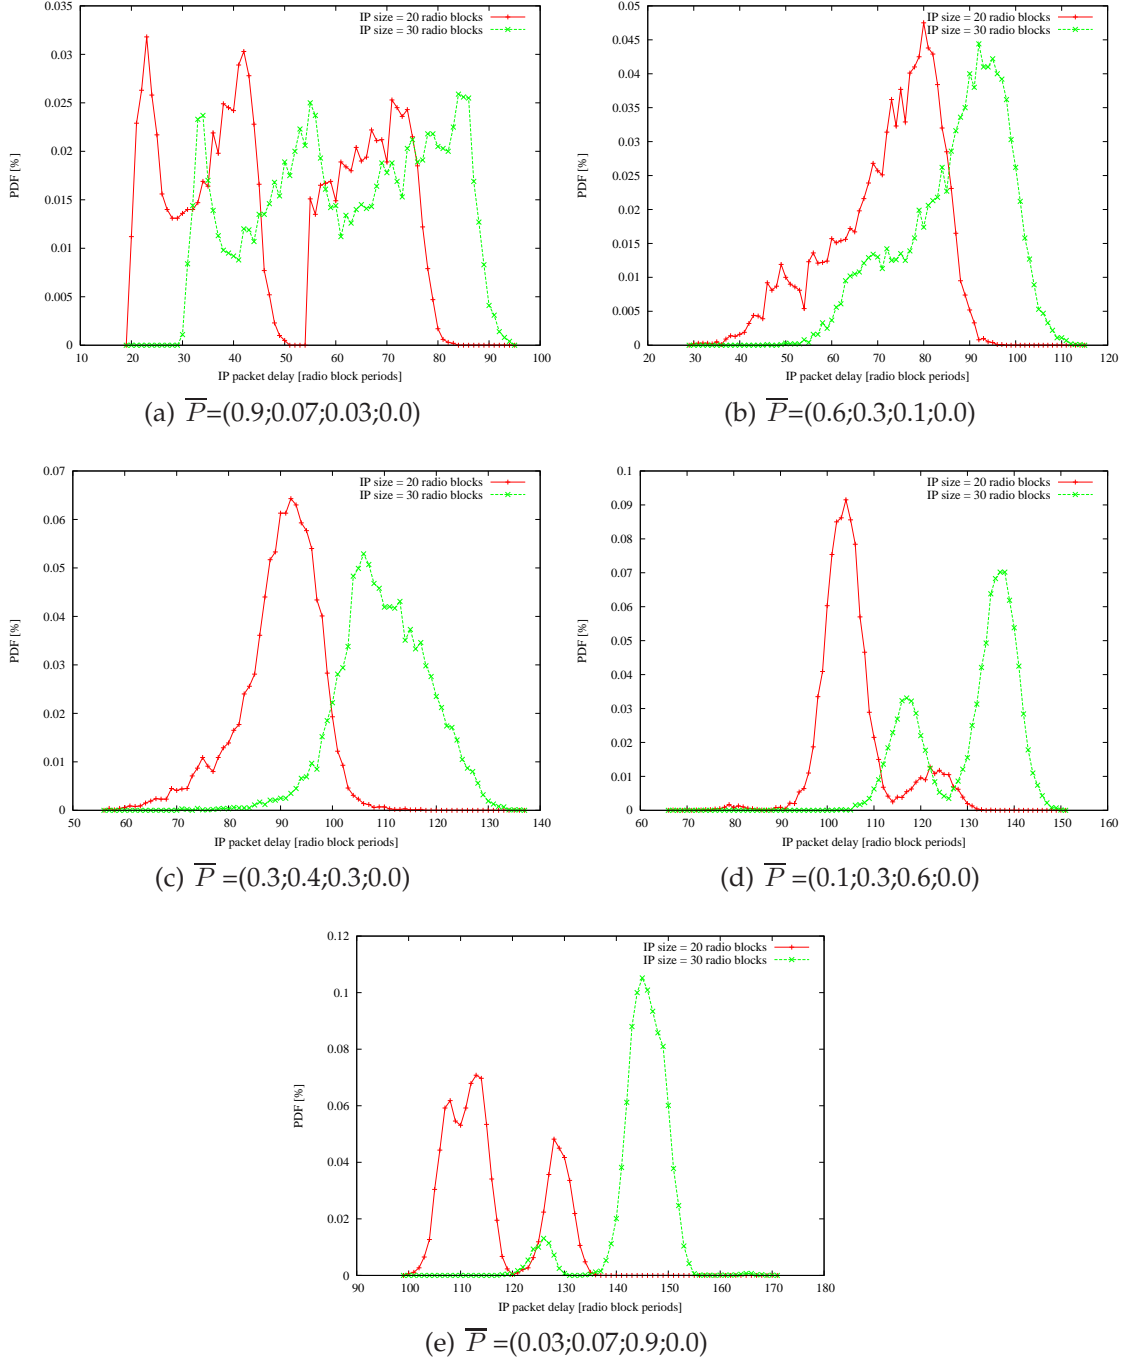 0.035
0.03
0.025
0.02
0.015
0.01
0.005
0
PDF [%]
IP size = 20 radio blocks
IP size = 30 radio blocks
10 20 30 40 50 60 70 80 90 100
IP packet delay [radio block periods]
(a) P=(0.9;0.07;0.03;0.0)
0.05
0.045
0.04
0.035
0.03
0.025
0.02
0.015
0.01
0.005
0
PDF [%]
IP size = 20 radio blocks
IP size = 30 radio blocks
20 30 40 50 60 70 80 90 100 110 120
IP packet delay [radio block periods]
(b) P=(0.6;0.3;0.1;0.0)
0.07
0.06
0.05
0.04
0.03
0.02
0.01
0
PDF [%]
IP size = 20 radio blocks
IP size = 30 radio blocks
50 60 70 80 90 100 110 120 130 140
IP packet delay [radio block periods]
(c) P =(0.3;0.4;0.3;0.0)
0.1
0.09
0.08
0.07
0.06
0.05
0.04
0.03
0.02
0.01
0
PDF [%]
IP size = 20 radio blocks
IP size = 30 radio blocks
60 70 80 90 100 110 120 130 140 150 160
IP packet delay [radio block periods]
(d) P =(0.1;0.3;0.6;0.0)
0.12
0.1
0.08
0.06
0.04
0.02
0
PDF [%]
IP size = 20 radio blocks
IP size = 30 radio blocks
90 100 110 120 130 140 150 160 170 180
IP packet delay [radio block periods]
(e) P =(0.03;0.07;0.9;0.0)